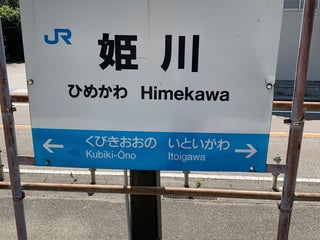 JR
姫川
ひめかわ Himekawa
← くびきおおの いといがわ →
Kubiki-Ōno Itoigawa